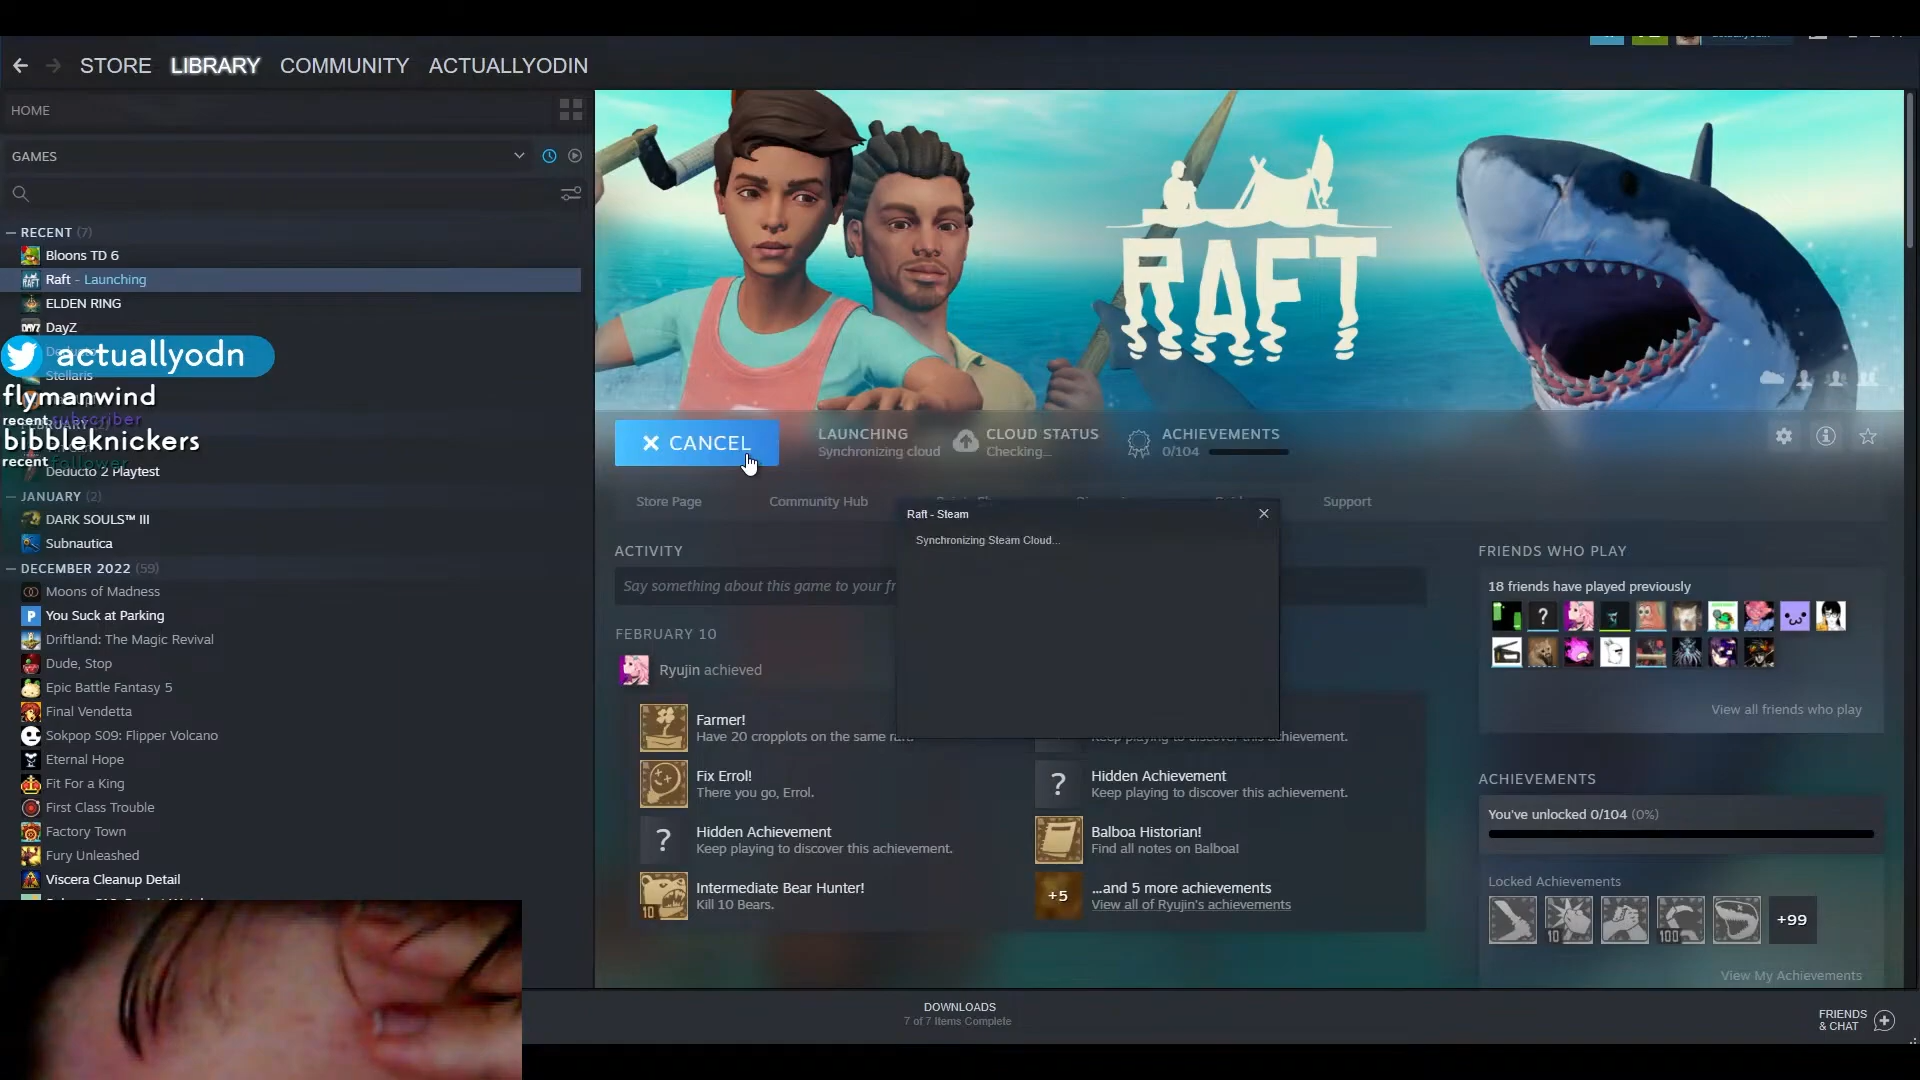 STORE LIBRARY COMMUNITY ACTUALLYODIN
HOME
GAMES
RECENT (7)
Bloons TD 6
Raft - Launching
ELDEN RING
DayZ
actuallyodn
Stellaris
flymanwind
recent subscriber
bibbleknickers
recent follower
Deducto 2 Playtest
JANUARY (2)
DARK SOULS™ III
Subnautica
DECEMBER 2022 (59)
Moons of Madness
You Suck at Parking
Driftland: The Magic Revival
Dude, Stop
Epic Battle Fantasy 5
Final Vendetta
Sokpop S09: Flipper Volcano
Eternal Hope
Fit For a King
First Class Trouble
Factory Town
Fury Unleashed
Viscera Cleanup Detail
RAFT
CANCEL
LAUNCHING
Synchronizing cloud
CLOUD STATUS
Checking...
ACHIEVEMENTS
0/104
Store Page Community Hub Support
Raft - Steam
Synchronizing Steam Cloud...
ACTIVITY
Say something about this game to your fr
FEBRUARY 10
Ryujin achieved
Farmer!
Have 20 cropplots on the same
Keep playing to discover this achievement.
Fix Errol!
There you go, Errol.
Hidden Achievement
Keep playing to discover this achievement.
Hidden Achievement
Keep playing to discover this achievement.
Balboa Historian!
Find all notes on Balboa!
Intermediate Bear Hunter!
Kill 10 Bears.
10
+5
...and 5 more achievements
View all of Ryujin's achievements
FRIENDS WHO PLAY
18 friends have played previously
View all friends who play
ACHIEVEMENTS
You've unlocked 0/104 (0%)
Locked Achievements
10
100
+99
View My Achievements
DOWNLOADS
7 of 7 Items Complete
FRIENDS
& CHAT